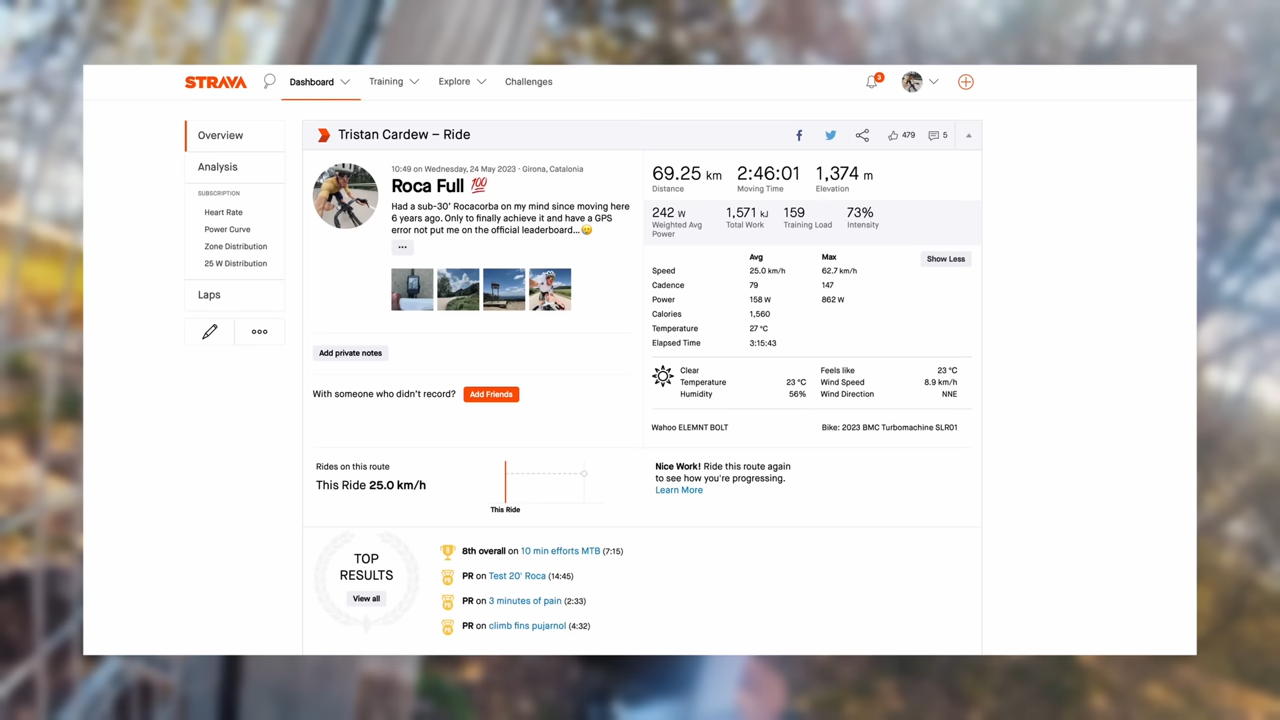 STRAVA
Dashboard
Training
Explore
Challenges
3
Overview
Analysis
SUBSCRIPTION
Heart Rate
Power Curve
Zone Distribution
25 W Distribution
Laps
Tristan Cardew – Ride
479
5
10:49 on Wednesday, 24 May 2023 · Girona, Catalonia
Roca Full 💯
Had a sub-30' Rocacorba on my mind since moving here
6 years ago. Only to finally achieve it and have a GPS
error not put me on the official leaderboard...
Add private notes
With someone who didn't record? Add Friends
69.25 km 2:46:01 1,374 m
Distance Moving Time Elevation
242 W 1,571 kJ 159 73%
Weighted Avg Power Total Work Training Load Intensity
Avg Max Show Less
Speed 25.0 km/h 62.7 km/h
Cadence 79 147
Power 158 W 862 W
Calories 1,560
Temperature 27 °C
Elapsed Time 3:15:43
Clear Feels like 23 °C
Temperature 23 °C Wind Speed 8.9 km/h
Humidity 56% Wind Direction NNE
Wahoo ELEMNT BOLT Bike: 2023 BMC Turbomachine SLR01
Rides on this route
This Ride 25.0 km/h
This Ride
Nice Work! Ride this route again
to see how you're progressing.
Learn More
TOP
RESULTS
View all
8th overall on 10 min efforts MTB (7:15)
PR on Test 20' Roca (14:45)
PR on 3 minutes of pain (2:33)
PR on climb fins pujarnol (4:32)